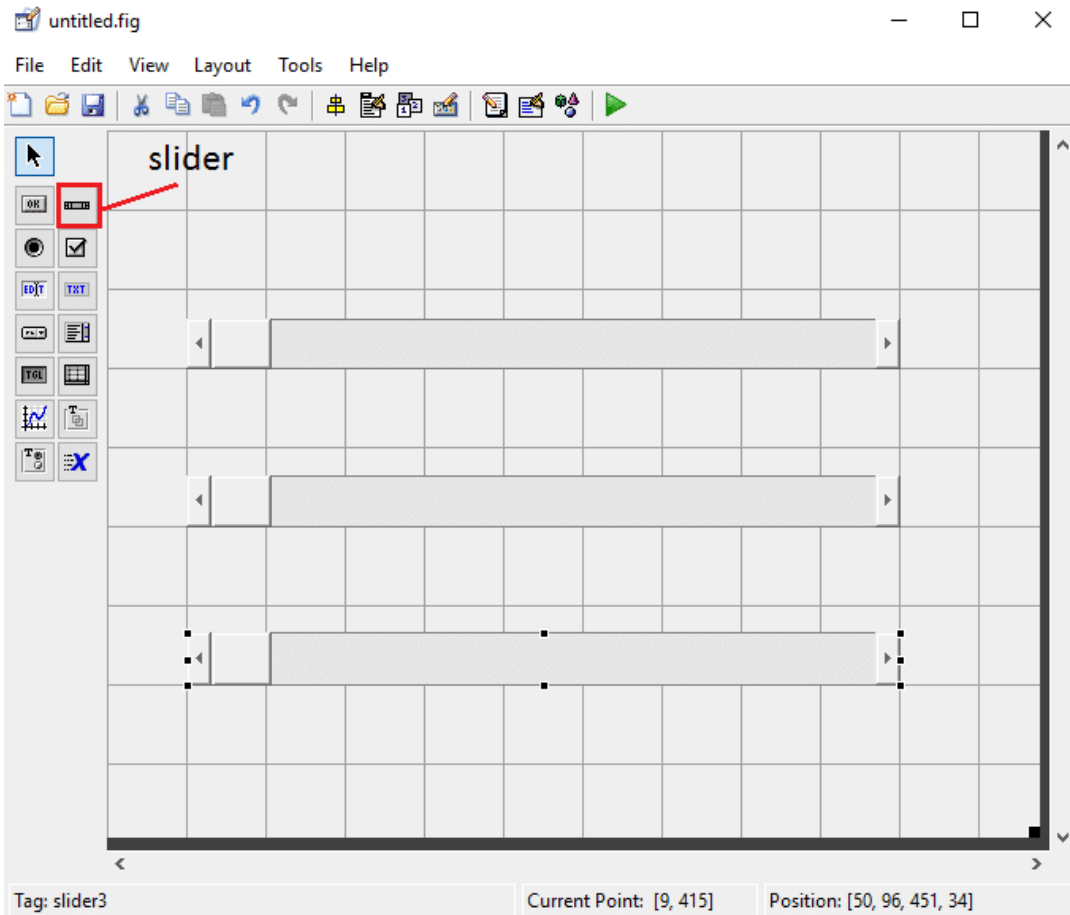 untitled.fig
File Edit View Layout Tools Help
slider
OK
EDIT TXT
TGL
Tag: slider3 Current Point: [9, 415] Position: [50, 96, 451, 34]